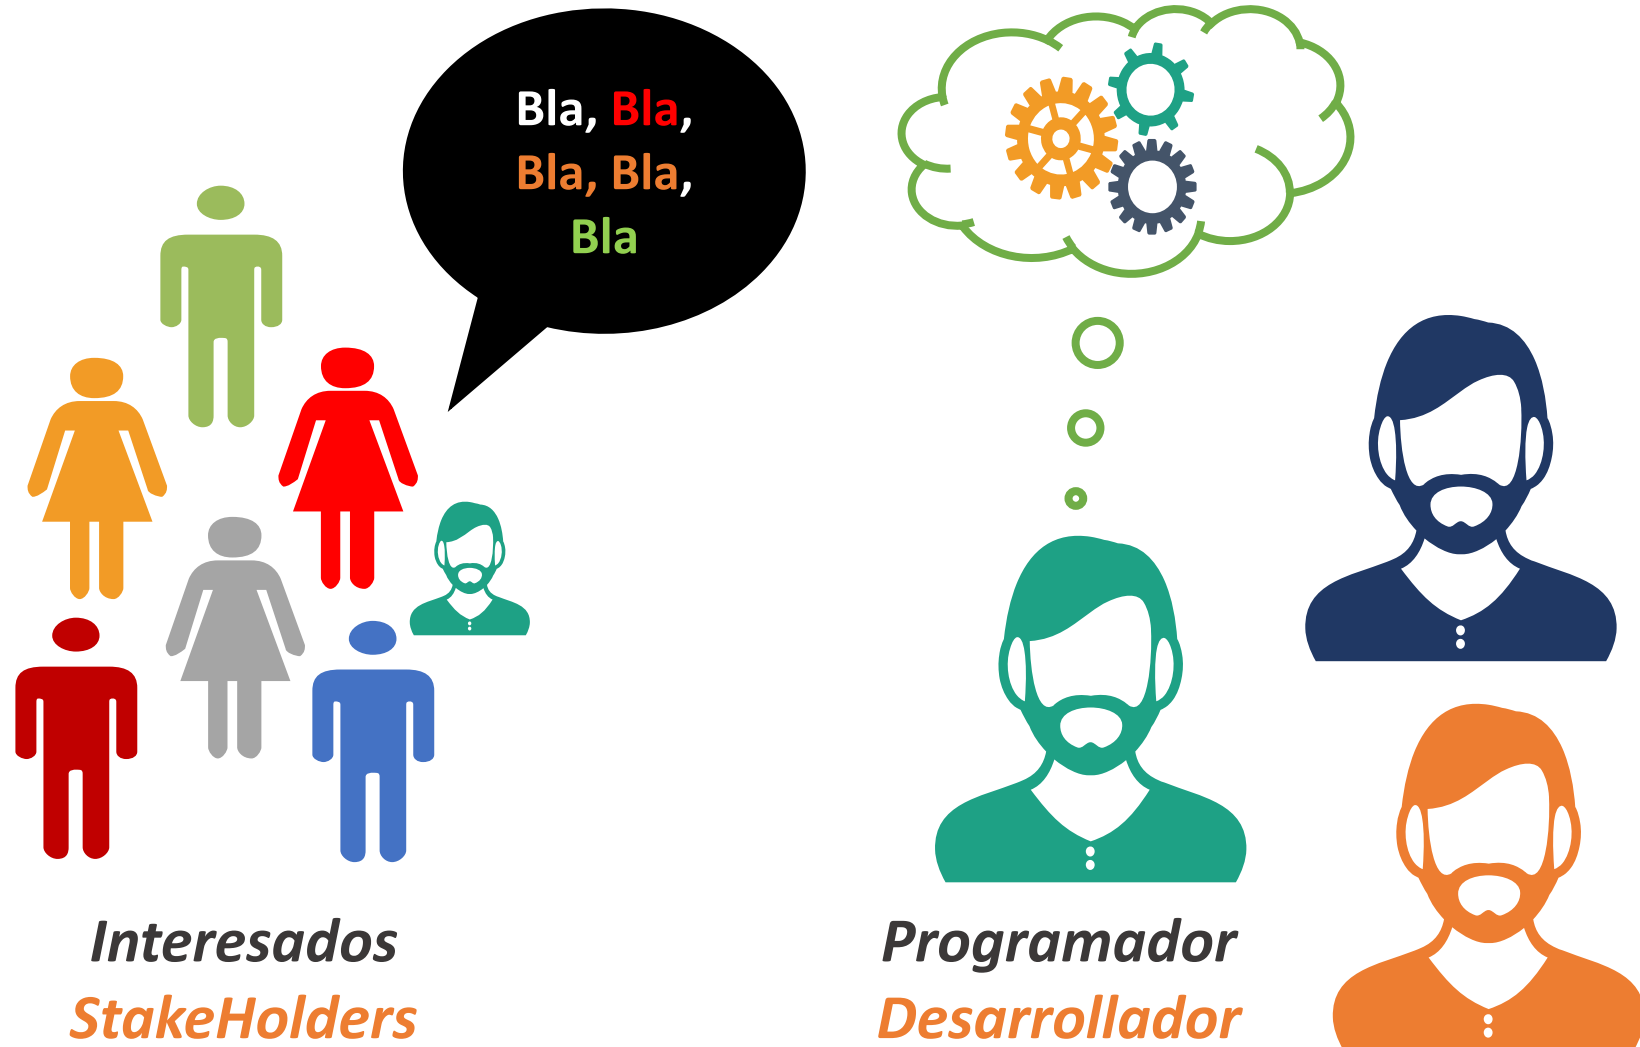 Bla, Bla,
Bla, Bla,
Bla
Interesados
StakeHolders
Programador
Desarrollador